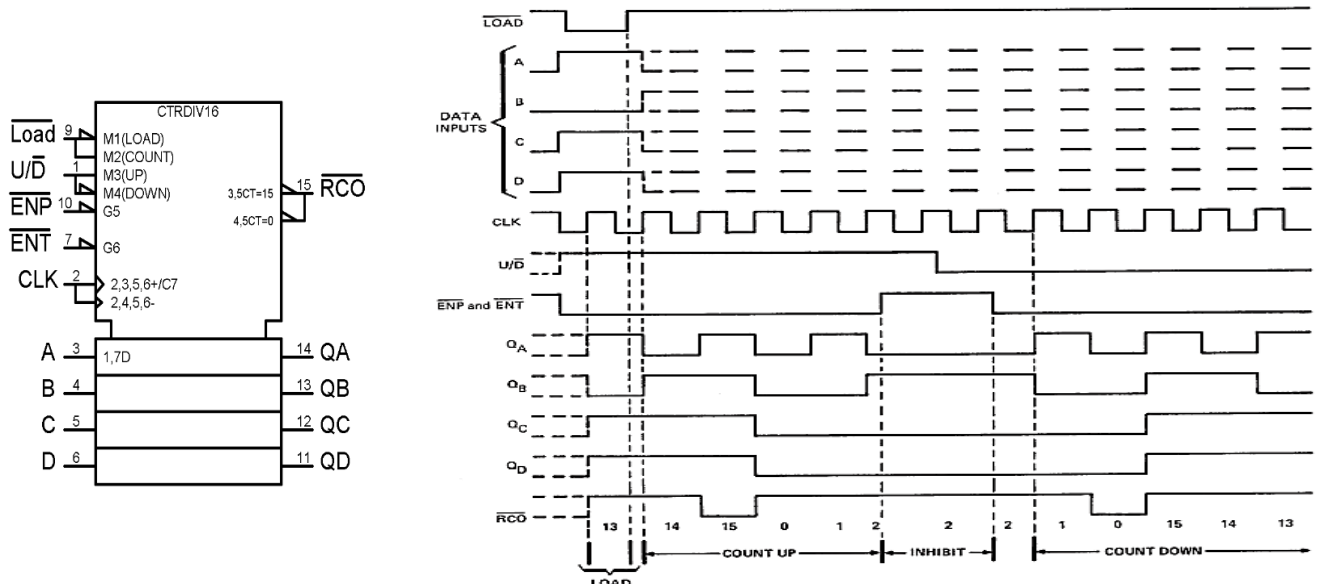 CTRDIV16
Load 9 M1(LOAD)
M2(COUNT)
U/D 1 M3(UP)
M4(DOWN)
ENP 10 G5
ENT 7 G6
CLK 2 2,3,5,6+/C7
2,4,5,6-
3,5CT=15 15 RCO
4,5CT=0
A 3 1,7D 14 QA
B 4 13 QB
C 5 12 QC
D 6 11 QD
LOAD
A
B
DATA INPUTS
C
D
CLK
U/D
ENP and ENT
QA
QB
QC
QD
RCO
13 14 15 0 1 2 2 2 1 0 15 14 13
COUNT UP INHIBIT COUNT DOWN
LOAD